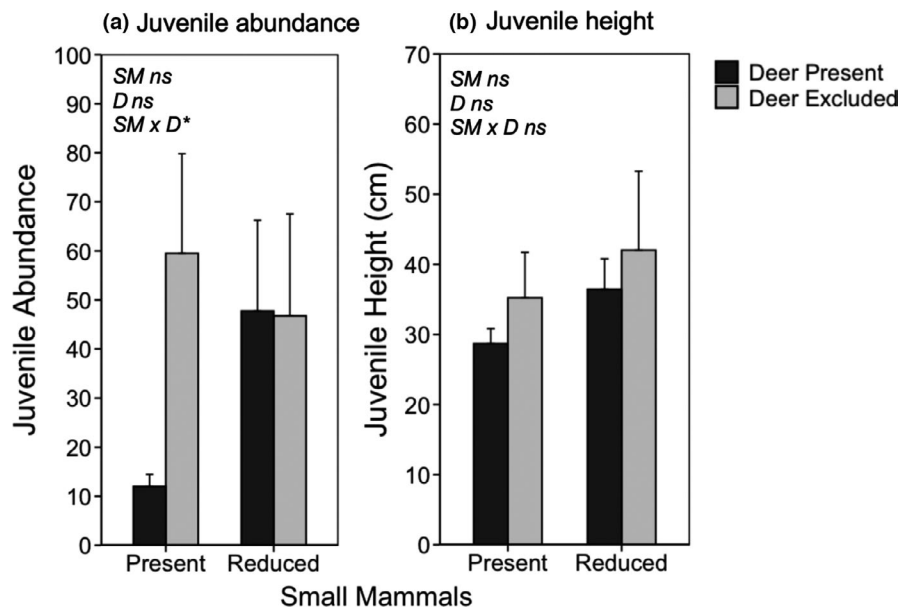 (a) Juvenile abundance
100
90
80
70
60
50
40
30
20
10
0
Juvenile Abundance
SM ns
D ns
SM x D*
Present
Reduced
(b) Juvenile height
70
60
50
40
30
20
10
0
Juvenile Height (cm)
SM ns
D ns
SM x D ns
Present
Reduced
Small Mammals
Deer Present
Deer Excluded